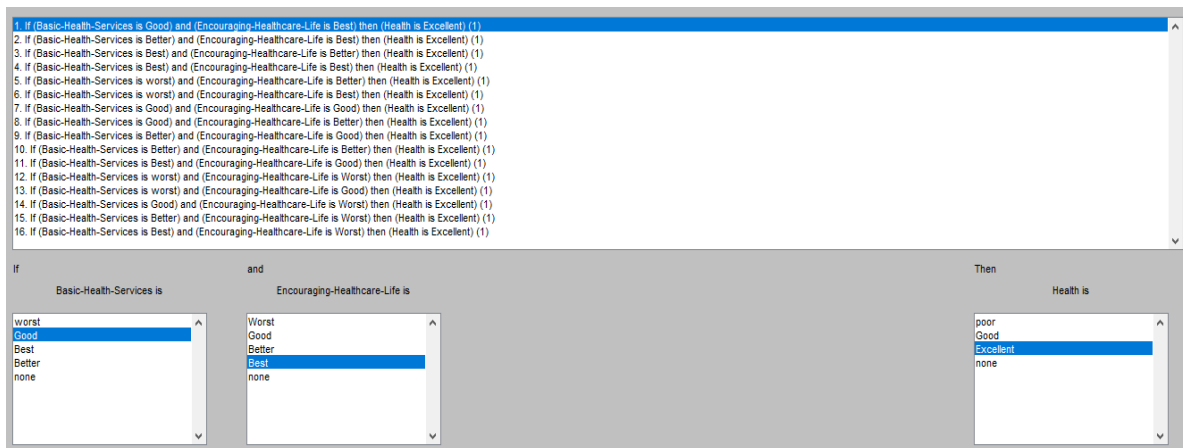 1. If (Basic-Health-Services is Good) and (Encouraging-Healthcare-Life is Best) then (Health is Excellent) (1)
2. If (Basic-Health-Services is Better) and (Encouraging-Healthcare-Life is Best) then (Health is Excellent) (1)
3. If (Basic-Health-Services is Best) and (Encouraging-Healthcare-Life is Better) then (Health is Excellent) (1)
4. If (Basic-Health-Services is Best) and (Encouraging-Healthcare-Life is Best) then (Health is Excellent) (1)
5. If (Basic-Health-Services is worst) and (Encouraging-Healthcare-Life is Better) then (Health is Excellent) (1)
6. If (Basic-Health-Services is worst) and (Encouraging-Healthcare-Life is Best) then (Health is Excellent) (1)
7. If (Basic-Health-Services is Good) and (Encouraging-Healthcare-Life is Good) then (Health is Excellent) (1)
8. If (Basic-Health-Services is Good) and (Encouraging-Healthcare-Life is Better) then (Health is Excellent) (1)
9. If (Basic-Health-Services is Better) and (Encouraging-Healthcare-Life is Good) then (Health is Excellent) (1)
10. If (Basic-Health-Services is Better) and (Encouraging-Healthcare-Life is Better) then (Health is Excellent) (1)
11. If (Basic-Health-Services is Best) and (Encouraging-Healthcare-Life is Good) then (Health is Excellent) (1)
12. If (Basic-Health-Services is worst) and (Encouraging-Healthcare-Life is Worst) then (Health is Excellent) (1)
13. If (Basic-Health-Services is worst) and (Encouraging-Healthcare-Life is Good) then (Health is Excellent) (1)
14. If (Basic-Health-Services is Good) and (Encouraging-Healthcare-Life is Worst) then (Health is Excellent) (1)
15. If (Basic-Health-Services is Better) and (Encouraging-Healthcare-Life is Worst) then (Health is Excellent) (1)
16. If (Basic-Health-Services is Best) and (Encouraging-Healthcare-Life is Worst) then (Health is Excellent) (1)
If
Basic-Health-Services is
worst
Good
Best
Better
none
and
Encouraging-Healthcare-Life is
Worst
Good
Better
Best
none
Then
Health is
poor
Good
Excellent
none